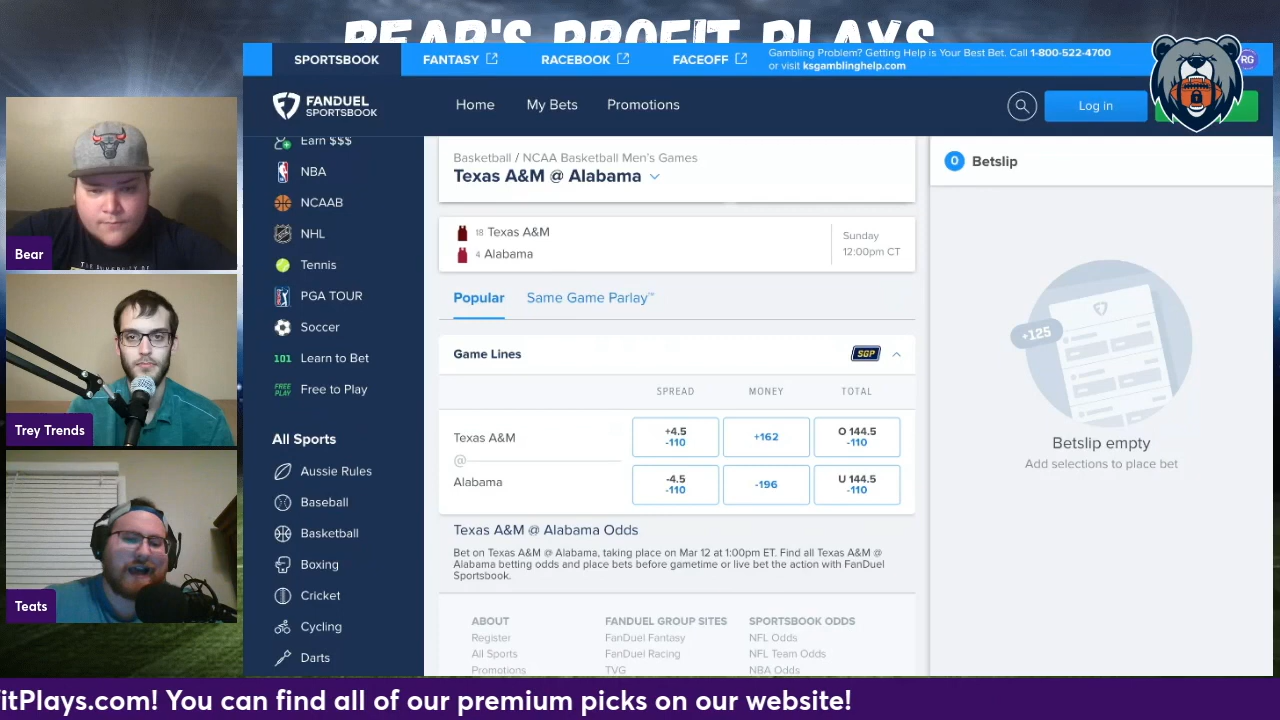 BEAR'S PROFIT PLAYS
SPORTSBOOK
FANTASY
RACEBOOK
FACEOFF
Gambling Problem? Getting Help is Your Best Bet. Call 1-800-522-4700
or visit ksgamblinghelp.com
RG
FANDUEL
SPORTSBOOK
Home
My Bets
Promotions
Log in
Earn $$$
NBA
NCAAB
NHL
Tennis
PGA TOUR
Soccer
101 Learn to Bet
FREE PLAY Free to Play
All Sports
Aussie Rules
Baseball
Basketball
Boxing
Cricket
Cycling
Darts
Basketball / NCAA Basketball Men's Games
Texas A&M @ Alabama
18 Texas A&M
4 Alabama
Sunday
12:00pm CT
Popular
Same Game Parlay™
Game Lines
SGP
SPREAD
MONEY
TOTAL
Texas A&M
+4.5
-110
+162
O 144.5
-110
@
Alabama
-4.5
-110
-196
U 144.5
-110
Texas A&M @ Alabama Odds
Bet on Texas A&M @ Alabama, taking place on Mar 12 at 1:00pm ET. Find all Texas A&M @
Alabama betting odds and place bets before gametime or live bet the action with FanDuel
Sportsbook.
ABOUT
Register
All Sports
Promotions
FANDUEL GROUP SITES
FanDuel Fantasy
FanDuel Racing
TVG
SPORTSBOOK ODDS
NFL Odds
NFL Team Odds
NBA Odds
0 Betslip
+125
Betslip empty
Add selections to place bet
Bear
Trey Trends
Teats
fitPlays.com! You can find all of our premium picks on our website!